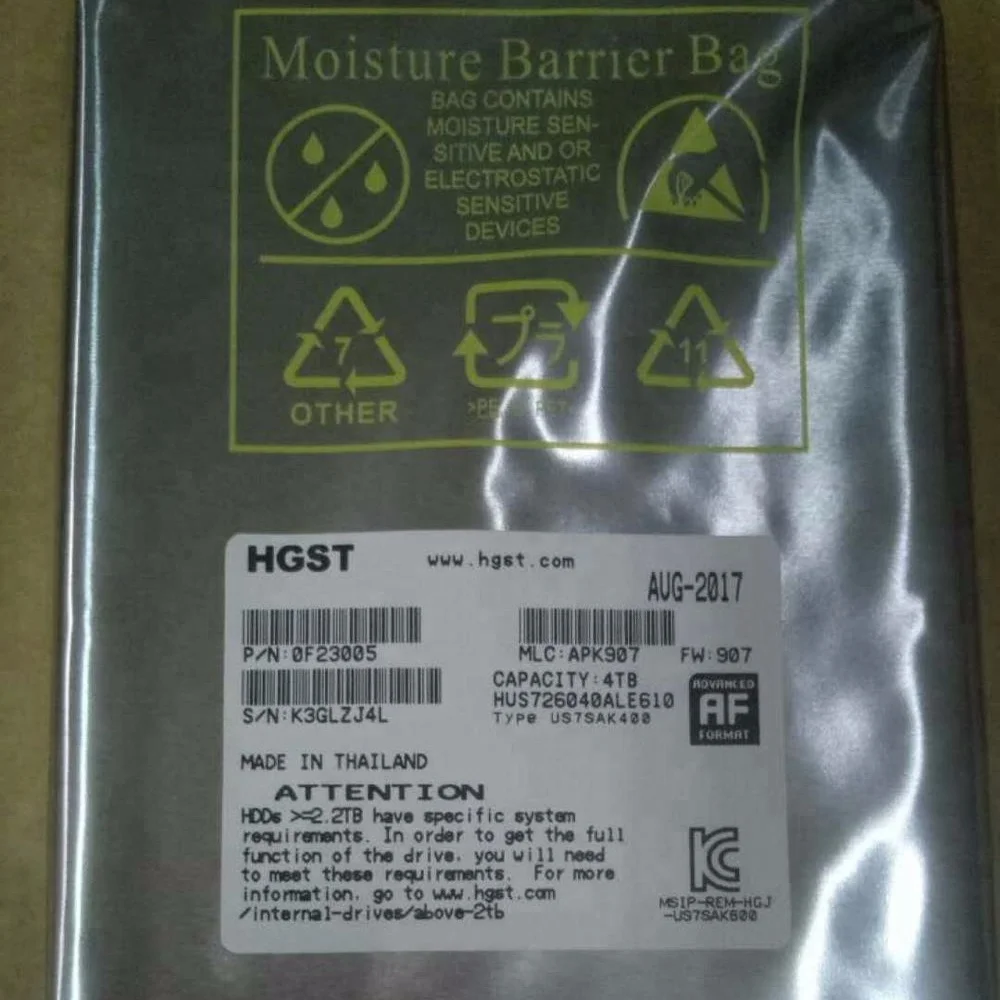 Moisture Barrier Bag
BAG CONTAINS
MOISTURE SEN-
SITIVE AND OR
ELECTROSTATIC
SENSITIVE
DEVICES
7
プラ
11
OTHER
HGST
www.hgst.com
AUG-2017
P/N:0F23005
MLC:APK907 FW:907
S/N:K3GLZJ4L
CAPACITY:4TB
HUS726040ALE610
Type US7SAK400
ADVANCED
AF
FORMAT
MADE IN THAILAND
ATTENTION
HDDs >=2.2TB have specific system
requirements. In order to get the full
function of the drive, you will need
to meet these requirements. For more
information, go to www.hgst.com
/internal-drives/above-2tb
MSIP-REM-HGJ
-US7SAK600